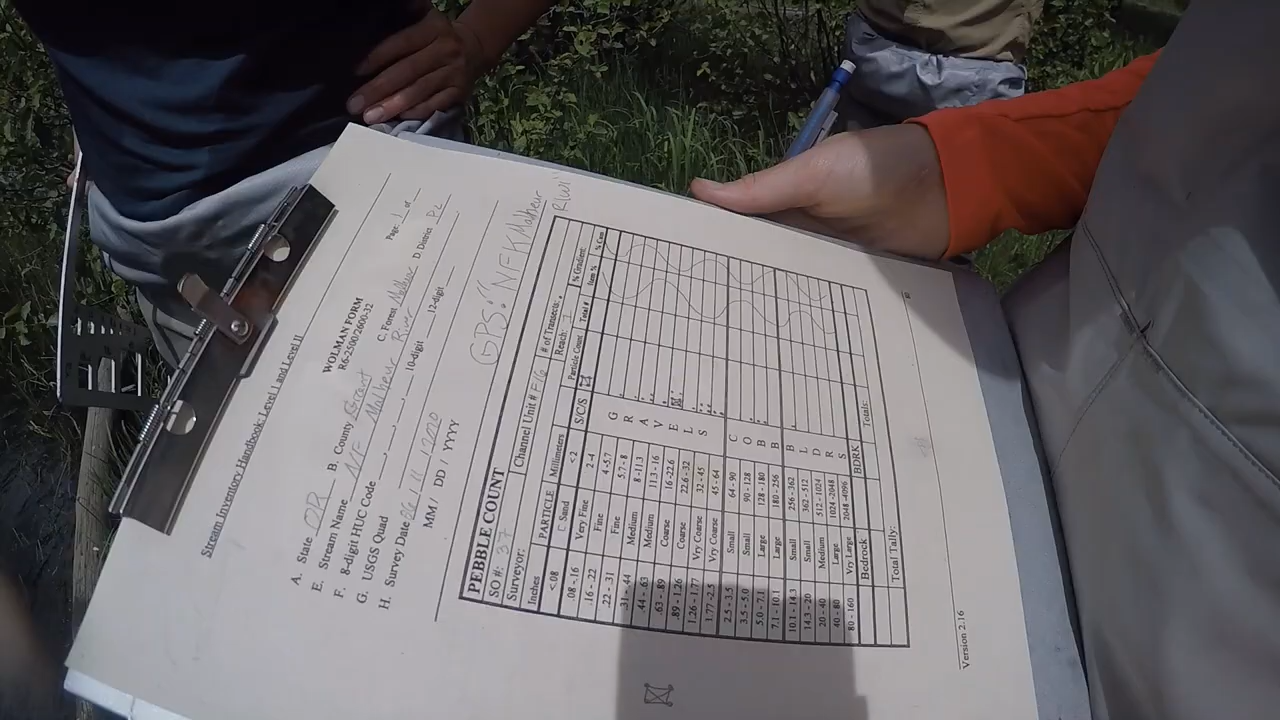 Stream Inventory Handbook: Level I and Level II
Page 1 of
WOLMAN FORM
R6-2500/2600-32
A. State OR B. County Grant C. Forest Malheur D. District P2
E. Stream Name NF Malheur River
F. 8-digit HUC Code 10-digit 12-digit
G. USGS Quad
H. Survey Date / 2020
MM / DD / YYYY
GPS: "NFK Malheur
PEBBLE COUNT
SO #: 37 Channel Unit # F16 # of Transects:
Surveyor: Reach: % Gradient:
Inches PARTICLE Millimeters S/C/S Particle Count Total # Item % % Cum
<.08 Sand <2
.08 - .16 Very Fine 2 - 4
.16 - .22 Fine 4-5.7 G
.22 - .31 Fine 5.7 - 8 R
.31 - .44 Medium 8 -11.3 A
.44 - .63 Medium 11.3 - 16 V
.63 - .89 Coarse 16 -22.6 E
.89 - 1.26 Coarse 22.6 - 32 L
1.26 - 1.77 Vry Coarse 32 - 45 S
1.77 -2.5 Vry Coarse 45 - 64
2.5 - 3.5 Small 64 - 90 C
3.5 - 5.0 Small 90 - 128 O
5.0 - 7.1 Large 128 - 180 B
7.1 - 10.1 Large 180 - 256 B
10.1 - 14.3 Small 256 - 362 B
14.3 - 20 Small 362 - 512 L
20 - 40 Medium 512 - 1024 D
40 - 80 Large 1024 -2048 R
80 - 160 Vry Large 2048 -4096 S
Bedrock BDRK
Totals:
Total Tally:
Version 2.16